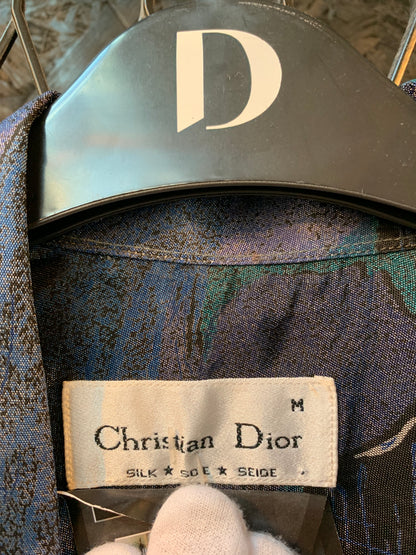 D
M
Christian Dior
SILK ★ SOIE ★ SEIDE